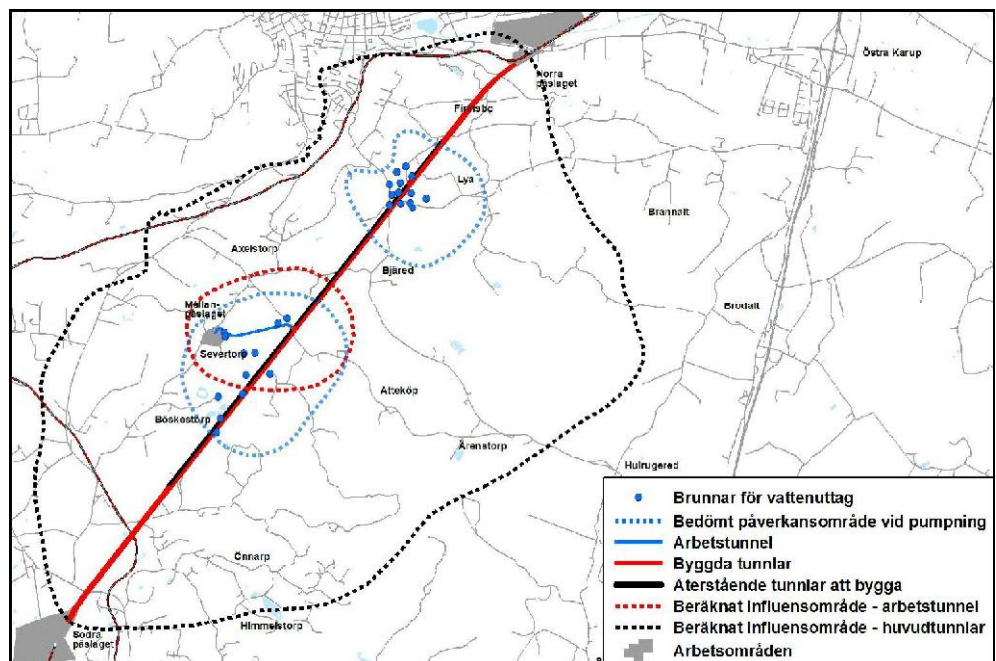 Östra Karup
Norra
påslaget
Lya
Brannalt
Axelstorp
Bjäred
Mellan-
påslaget
Brodalt
Severtorp
Atteköp
Böskestorp
Ärenstorp
Hulrugered
Önnarp
Himmelstorp
Södra
påslaget
Brunnar för vattenuttag
Bedömt påverkansområde vid pumpning
Arbetstunnel
Byggda tunnlar
Återstående tunnlar att bygga
Beräknat Influensområde - arbetstunnel
Beräknat Influensområde - huvudtunnlar
Arbetsområden